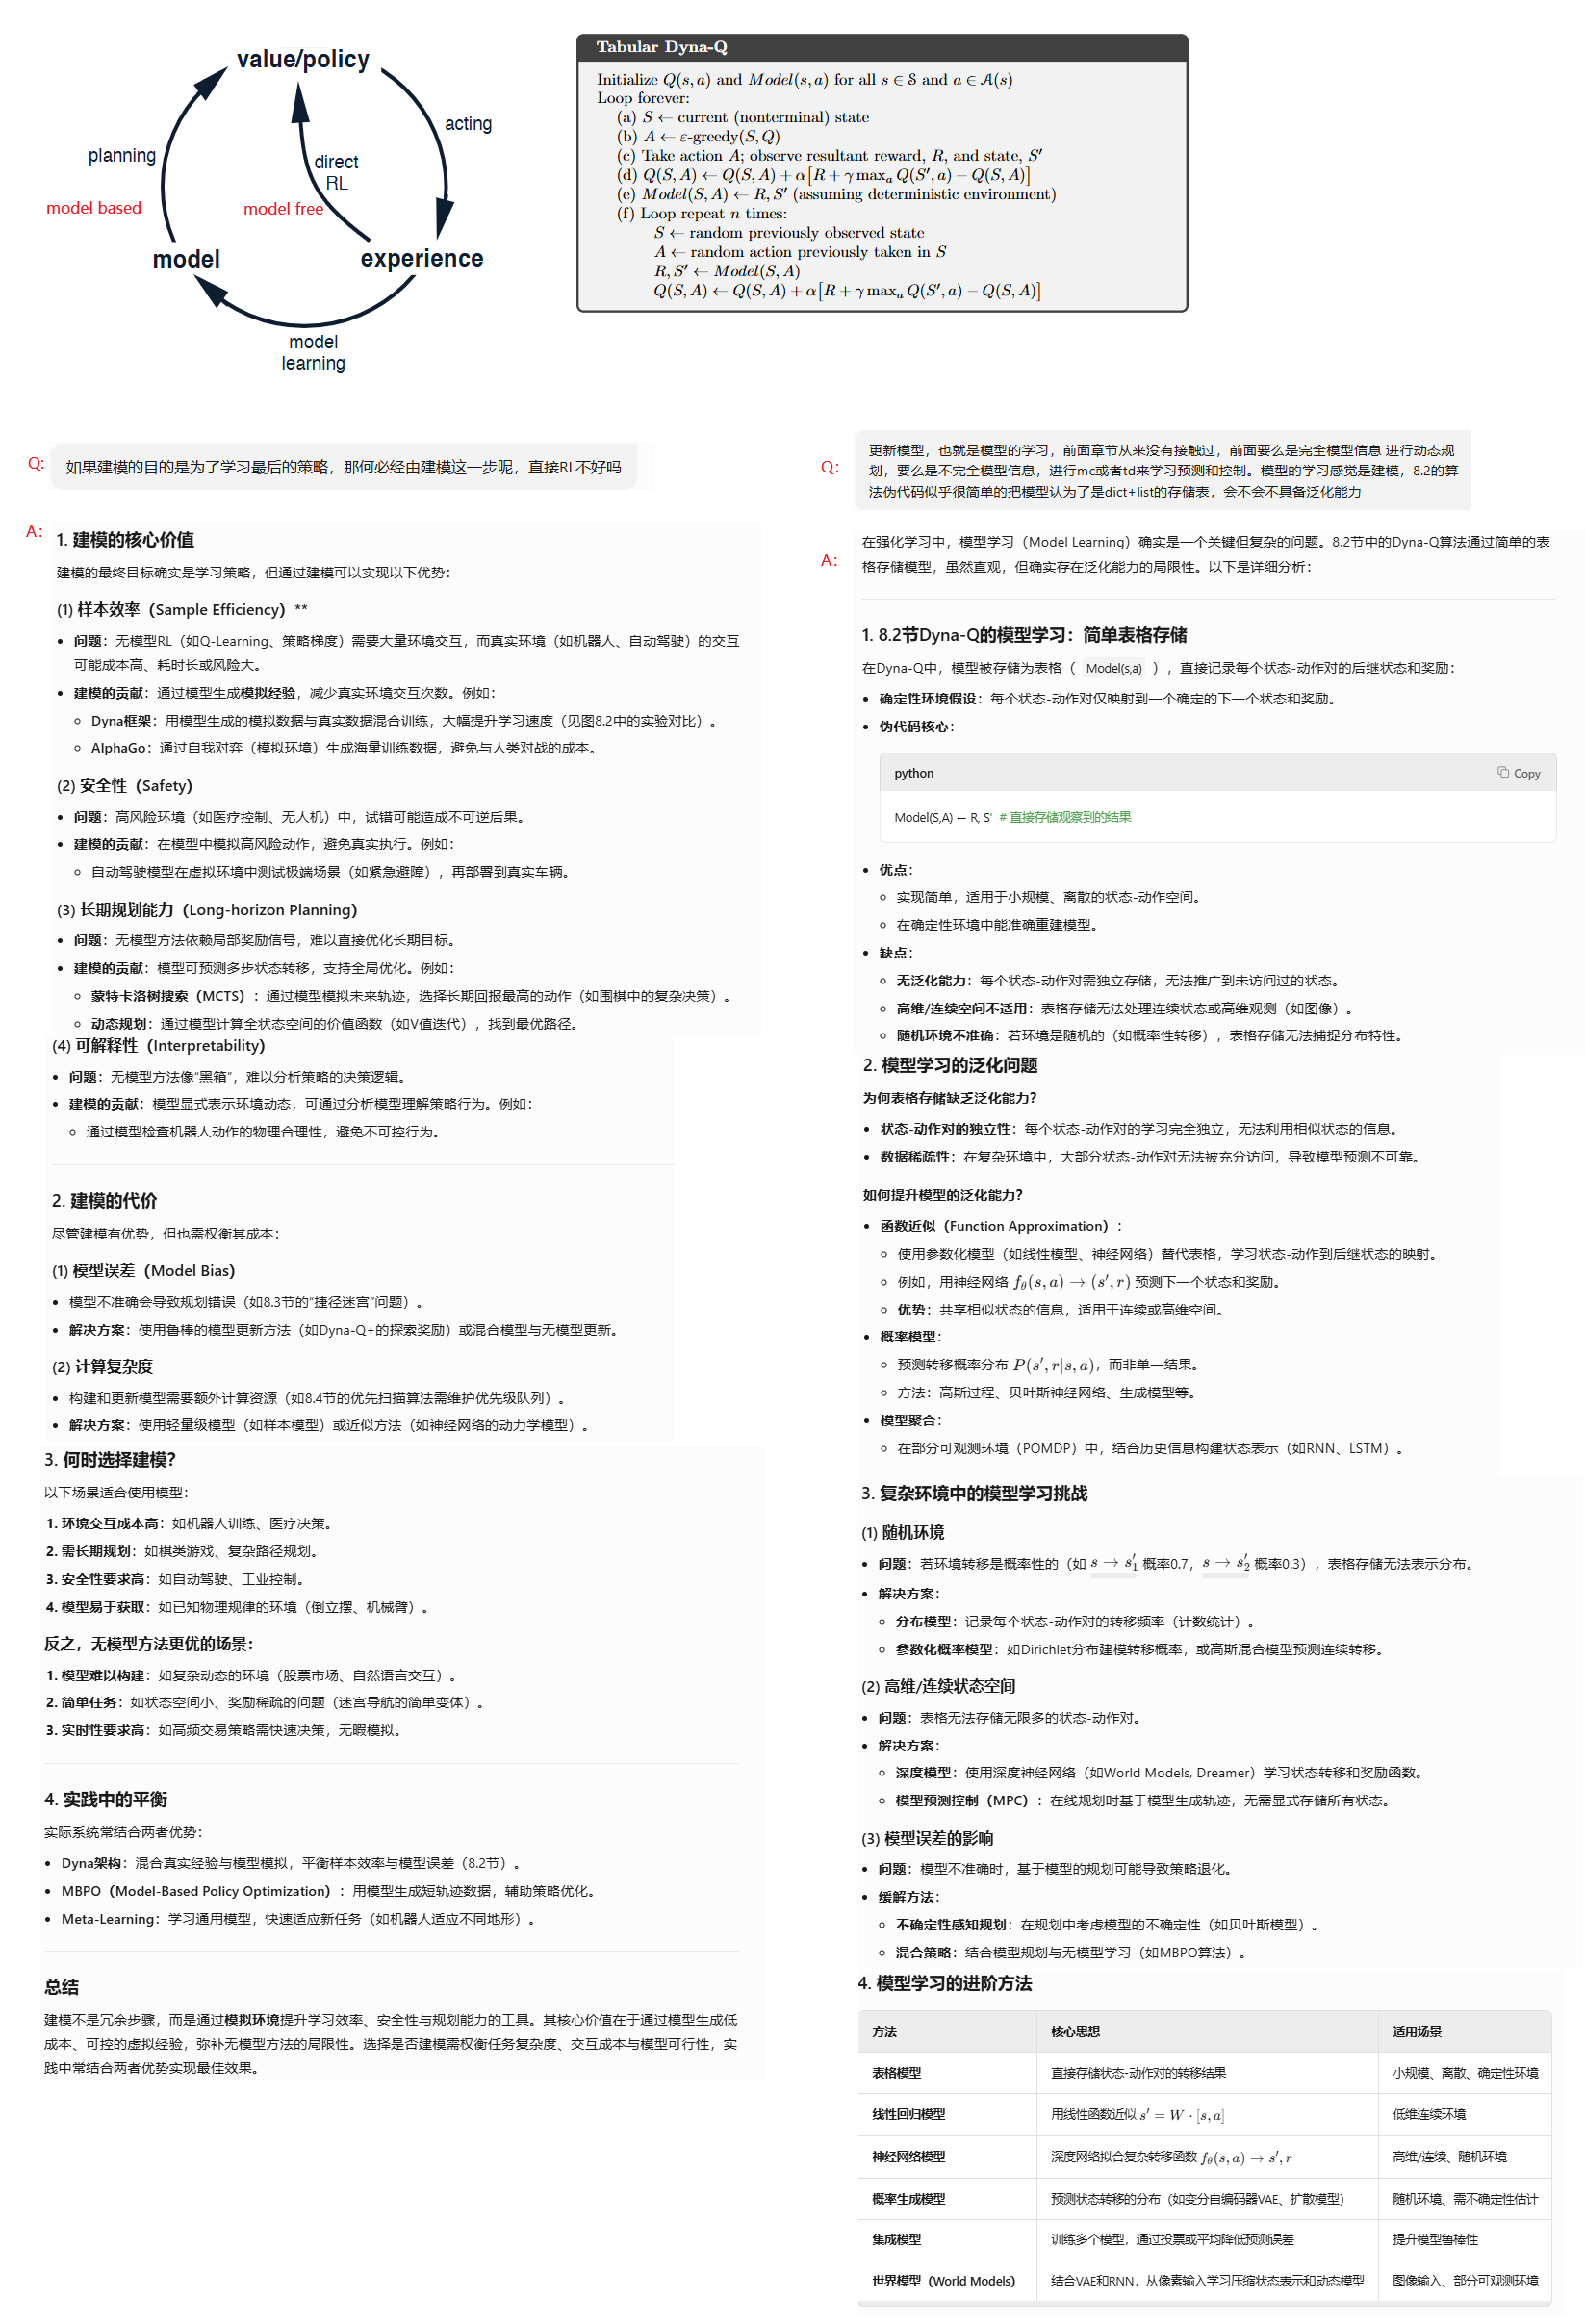 value/policy
acting
planning
direct
RL
model based
model free
model
experience
model
learning
Tabular Dyna-Q
Initialize Q(s, a) and Model(s, a) for all s ∈ S and a ∈ A(s)
Loop forever:
(a) S ← current (nonterminal) state
(b) A ← ε-greedy(S, Q)
(c) Take action A; observe resultant reward, R, and state, S′
(d) Q(S, A) ← Q(S, A) + α[R + γ maxₐ Q(S′, a) − Q(S, A)]
(e) Model(S, A) ← R, S′ (assuming deterministic environment)
(f) Loop repeat n times:
S ← random previously observed state
A ← random action previously taken in S
R, S′ ← Model(S, A)
Q(S, A) ← Q(S, A) + α[R + γ maxₐ Q(S′, a) − Q(S, A)]
Q:
如果建模的目的是为了学习最后的策略，那何必经由建模这一步呢，直接RL不好吗
A:
1. 建模的核心价值
建模的最终目标确实是学习策略，但通过建模可以实现以下优势：
(1) 样本效率（Sample Efficiency）**
• 问题：无模型RL（如Q-Learning、策略梯度）需要大量环境交互，而真实环境（如机器人、自动驾驶）的交互
可能成本高、耗时长或风险大。
• 建模的贡献：通过模型生成模拟经验，减少真实环境交互次数。例如：
◦ Dyna框架：用模型生成的模拟数据与真实数据混合训练，大幅提升学习速度（见图8.2中的实验对比）。
◦ AlphaGo：通过自我对弈（模拟环境）生成海量训练数据，避免与人类对战的成本。
(2) 安全性（Safety）
• 问题：高风险环境（如医疗控制、无人机）中，试错可能造成不可逆后果。
• 建模的贡献：在模型中模拟高风险动作，避免真实执行。例如：
◦ 自动驾驶模型在虚拟环境中测试极端场景（如紧急避障），再部署到真实车辆。
(3) 长期规划能力（Long-horizon Planning）
• 问题：无模型方法依赖局部奖励信号，难以直接优化长期目标。
• 建模的贡献：模型可预测多步状态转移，支持全局优化。例如：
◦ 蒙特卡洛树搜索（MCTS）：通过模型模拟未来轨迹，选择长期回报最高的动作（如围棋中的复杂决策）。
◦ 动态规划：通过模型计算全状态空间的价值函数（如V值迭代），找到最优路径。
(4) 可解释性（Interpretability）
• 问题：无模型方法像“黑箱”，难以分析策略的决策逻辑。
• 建模的贡献：模型显式表示环境动态，可通过分析模型理解策略行为。例如：
◦ 通过模型检查机器人动作的物理合理性，避免不可控行为。
2. 建模的代价
尽管建模有优势，但也需权衡其成本：
(1) 模型误差（Model Bias）
• 模型不准确会导致规划错误（如8.3节的“捷径迷宫”问题）。
• 解决方案：使用鲁棒的模型更新方法（如Dyna-Q+的探索奖励）或混合模型与无模型更新。
(2) 计算复杂度
• 构建和更新模型需要额外计算资源（如8.4节的优先扫描算法需维护优先级队列）。
• 解决方案：使用轻量级模型（如样本模型）或近似方法（如神经网络的动力学模型）。
3. 何时选择建模？
以下场景适合使用模型：
1. 环境交互成本高：如机器人训练、医疗决策。
2. 需长期规划：如棋类游戏、复杂路径规划。
3. 安全性要求高：如自动驾驶、工业控制。
4. 模型易于获取：如已知物理规律的环境（倒立摆、机械臂）。
反之，无模型方法更优的场景：
1. 模型难以构建：如复杂动态的环境（股票市场、自然语言交互）。
2. 简单任务：如状态空间小、奖励稀疏的问题（迷宫导航的简单变体）。
3. 实时性要求高：如高频交易策略需快速决策，无暇模拟。
4. 实践中的平衡
实际系统常结合两者优势：
• Dyna架构：混合真实经验与模型模拟，平衡样本效率与模型误差（8.2节）。
• MBPO（Model-Based Policy Optimization）：用模型生成短轨迹数据，辅助策略优化。
• Meta-Learning：学习通用模型，快速适应新任务（如机器人适应不同地形）。
总结
建模不是冗余步骤，而是通过模拟环境提升学习效率、安全性与规划能力的工具。其核心价值在于通过模型生成低
成本、可控的虚拟经验，弥补无模型方法的局限性。选择是否建模需权衡任务复杂度、交互成本与模型可行性，实
践中常结合两者优势实现最佳效果。
Q:
更新模型，也就是模型的学习，前面章节从来没有接触过，前面要么是完全模型信息 进行动态规
划，要么是不完全模型信息，进行mc或者td来学习预测和控制。模型的学习感觉是建模，8.2的算
法伪代码似乎很简单的把模型认为了是dict+list的存储表，会不会不具备泛化能力
A:
在强化学习中，模型学习（Model Learning）确实是一个关键但复杂的问题。8.2节中的Dyna-Q算法通过简单的表
格存储模型，虽然直观，但确实存在泛化能力的局限性。以下是详细分析：
1. 8.2节Dyna-Q的模型学习：简单表格存储
在Dyna-Q中，模型被存储为表格（ Model(s,a) ），直接记录每个状态-动作对的后继状态和奖励：
• 确定性环境假设：每个状态-动作对仅映射到一个确定的下一个状态和奖励。
• 伪代码核心：
python
Copy
Model(S,A) ← R, S' # 直接存储观察到的结果
• 优点：
◦ 实现简单，适用于小规模、离散的状态-动作空间。
◦ 在确定性环境中能准确重建模型。
• 缺点：
◦ 无泛化能力：每个状态-动作对需独立存储，无法推广到未访问过的状态。
◦ 高维/连续空间不适用：表格存储无法处理连续状态或高维观测（如图像）。
◦ 随机环境不准确：若环境是随机的（如概率性转移），表格存储无法捕捉分布特性。
2. 模型学习的泛化问题
为何表格存储缺乏泛化能力？
• 状态-动作对的独立性：每个状态-动作对的学习完全独立，无法利用相似状态的信息。
• 数据稀疏性：在复杂环境中，大部分状态-动作对无法被充分访问，导致模型预测不可靠。
如何提升模型的泛化能力？
• 函数近似（Function Approximation）：
◦ 使用参数化模型（如线性模型、神经网络）替代表格，学习状态-动作到后继状态的映射。
◦ 例如，用神经网络 f_θ(s, a) → (s′, r) 预测下一个状态和奖励。
◦ 优势：共享相似状态的信息，适用于连续或高维空间。
• 概率模型：
◦ 预测转移概率分布 P(s′, r|s, a)，而非单一结果。
◦ 方法：高斯过程、贝叶斯神经网络、生成模型等。
• 模型聚合：
◦ 在部分可观测环境（POMDP）中，结合历史信息构建状态表示（如RNN、LSTM）。
3. 复杂环境中的模型学习挑战
(1) 随机环境
• 问题：若环境转移是概率性的（如 s → s′₁ 概率0.7，s → s′₂ 概率0.3），表格存储无法表示分布。
• 解决方案：
◦ 分布模型：记录每个状态-动作对的转移频率（计数统计）。
◦ 参数化概率模型：如Dirichlet分布建模转移概率，或高斯混合模型预测连续转移。
(2) 高维/连续状态空间
• 问题：表格无法存储无限多的状态-动作对。
• 解决方案：
◦ 深度模型：使用深度神经网络（如World Models, Dreamer）学习状态转移和奖励函数。
◦ 模型预测控制（MPC）：在线规划时基于模型生成轨迹，无需显式存储所有状态。
(3) 模型误差的影响
• 问题：模型不准确时，基于模型的规划可能导致策略退化。
• 缓解方法：
◦ 不确定性感知规划：在规划中考虑模型的不确定性（如贝叶斯模型）。
◦ 混合策略：结合模型规划与无模型学习（如MBPO算法）。
4. 模型学习的进阶方法
方法 核心思想 适用场景
表格模型 直接存储状态-动作对的转移结果 小规模、离散、确定性环境
线性回归模型 用线性函数近似 s′ = W · [s, a] 低维连续环境
神经网络模型 深度网络拟合复杂转移函数 f_θ(s, a) → s′, r 高维/连续、随机环境
概率生成模型 预测状态转移的分布（如变分自编码器VAE、扩散模型） 随机环境、需不确定性估计
集成模型 训练多个模型，通过投票或平均降低预测误差 提升模型鲁棒性
世界模型（World Models） 结合VAE和RNN，从像素输入学习压缩状态表示和动态模型 图像输入、部分可观测环境